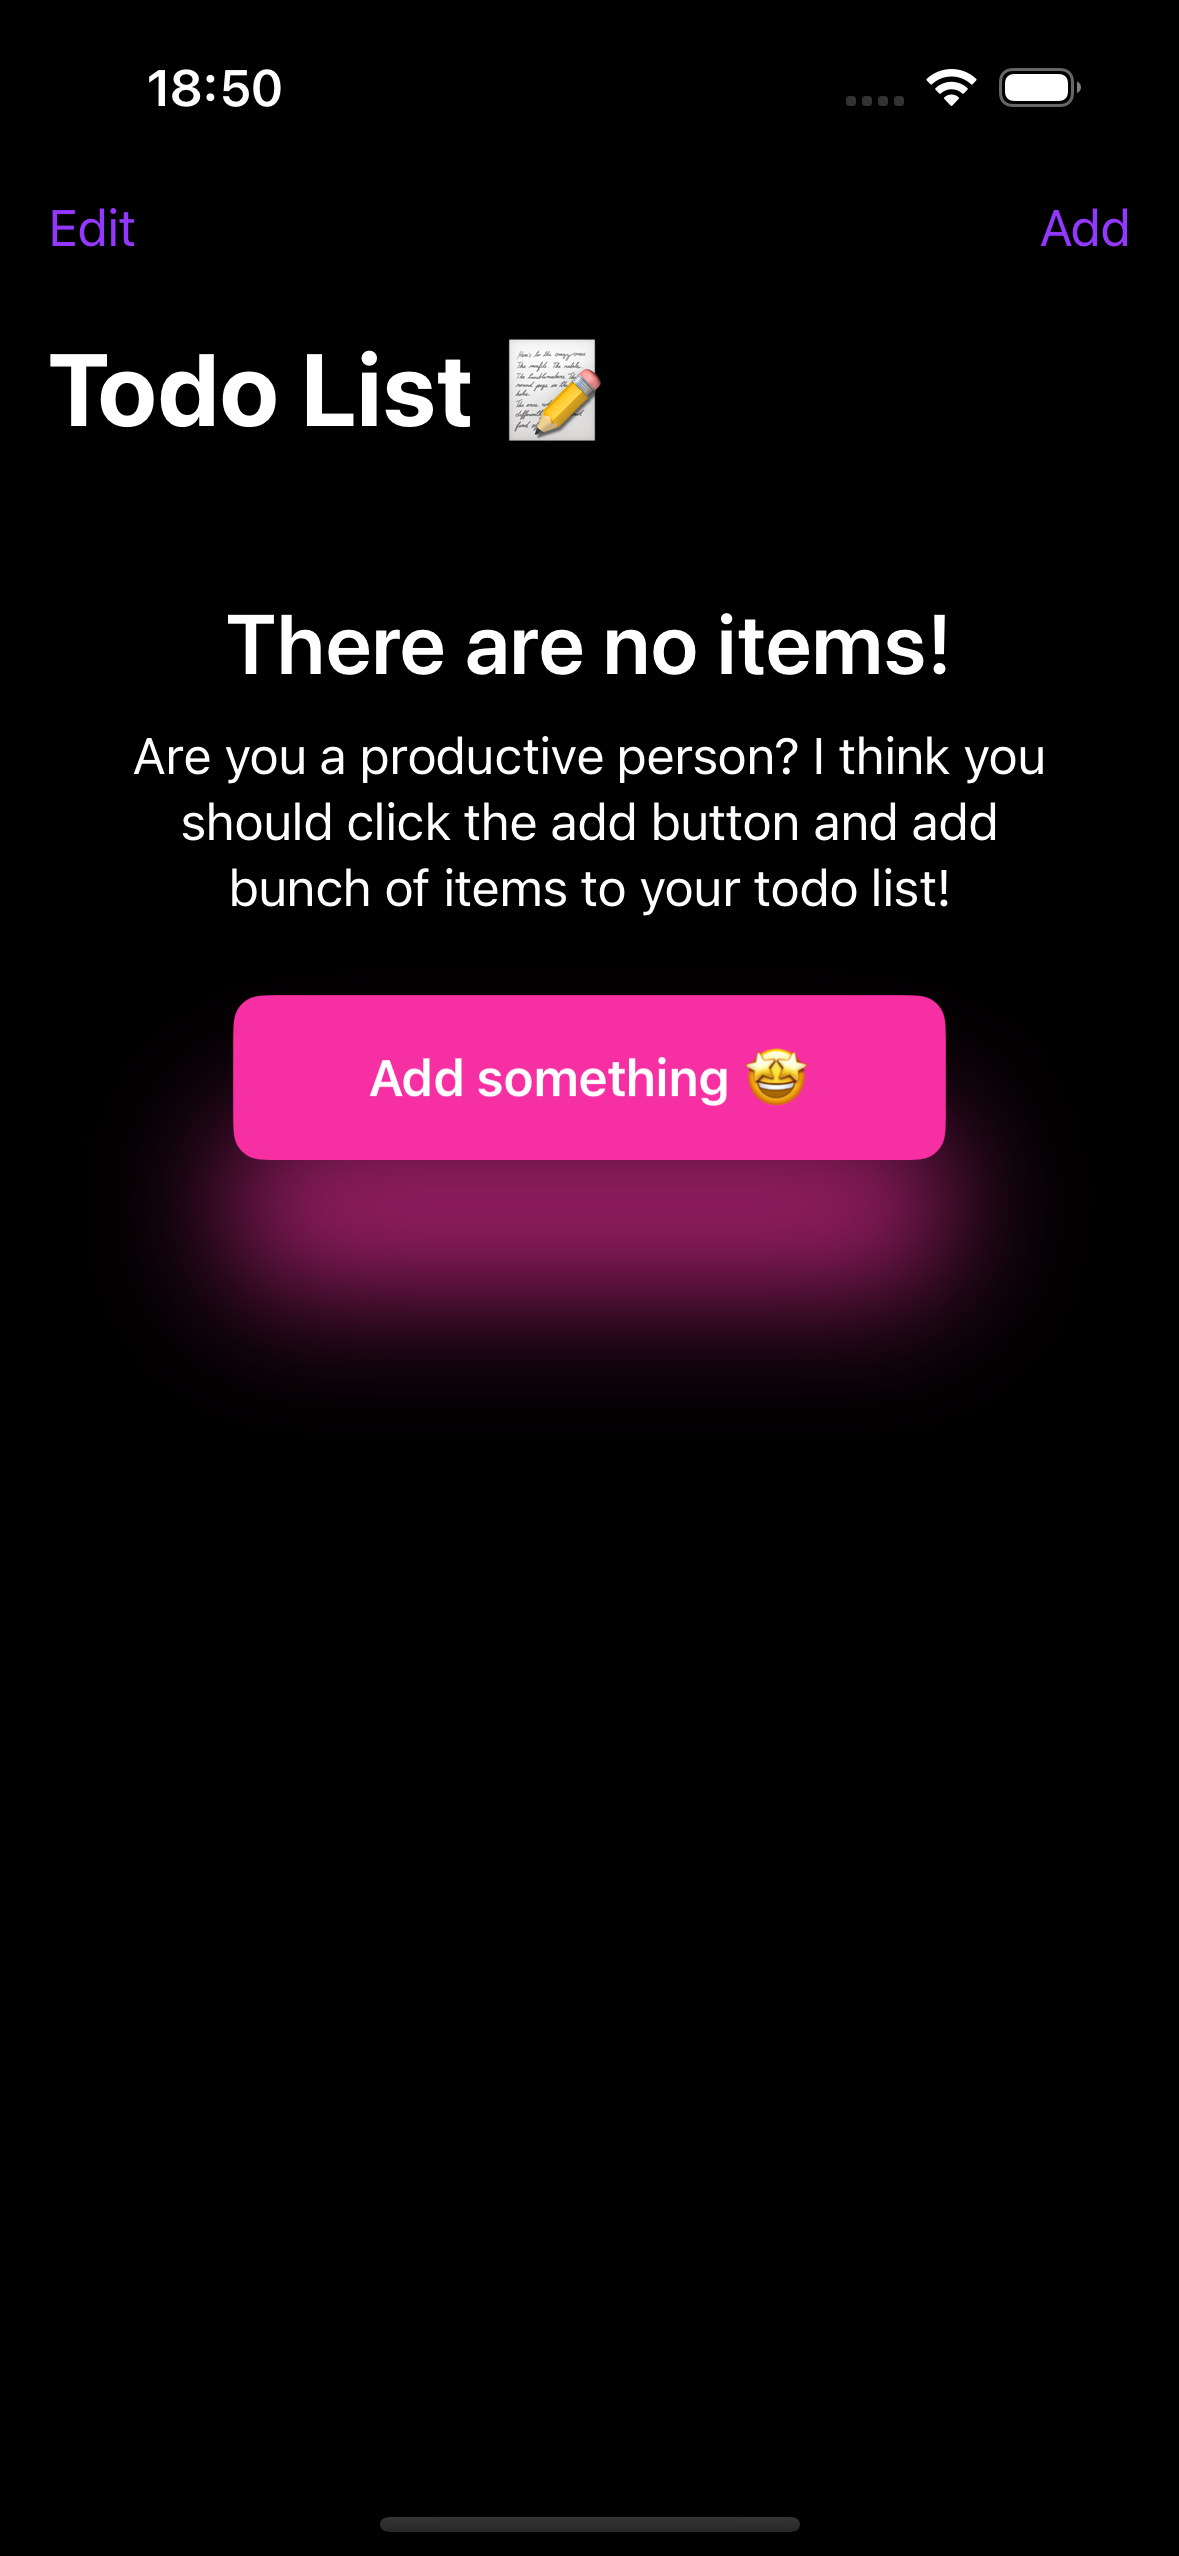 18:50
Edit Add
Todo List 📝
There are no items!
Are you a productive person? I think you
should click the add button and add
bunch of items to your todo list!
Add something 🤩